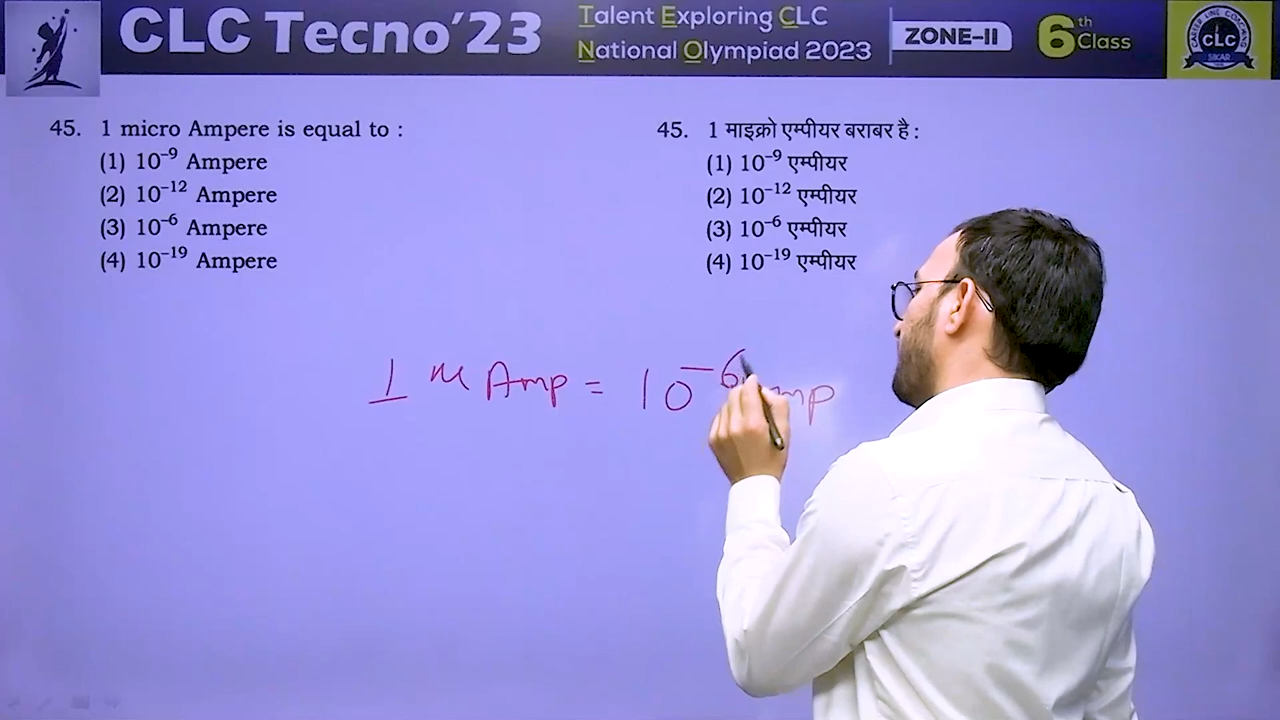 CLC Tecno'23
Talent Exploring CLC
National Olympiad 2023
ZONE-II
6th Class
CLC
SIKAR
45. 1 micro Ampere is equal to :
(1) 10⁻⁹ Ampere
(2) 10⁻¹² Ampere
(3) 10⁻⁶ Ampere
(4) 10⁻¹⁹ Ampere
45. 1 माइक्रो एम्पीयर बराबर है :
(1) 10⁻⁹ एम्पीयर
(2) 10⁻¹² एम्पीयर
(3) 10⁻⁶ एम्पीयर
(4) 10⁻¹⁹ एम्पीयर
1 μ Amp = 10⁻⁶